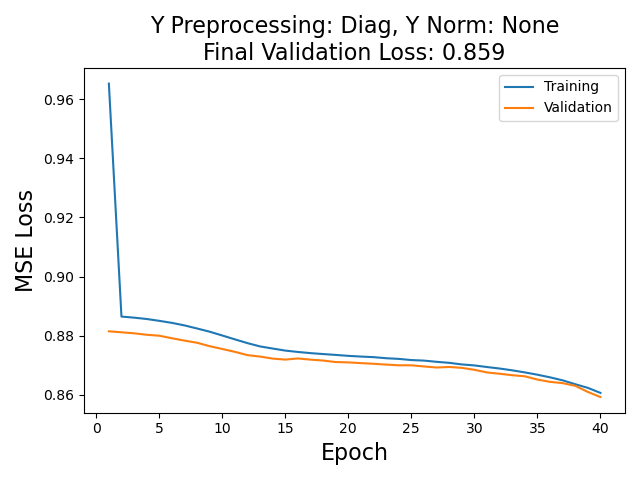 Y Preprocessing: Diag, Y Norm: None
Final Validation Loss: 0.859
Training
Validation
0.96
0.94
0.92
0.90
0.88
0.86
MSE Loss
0 5 10 15 20 25 30 35 40
Epoch